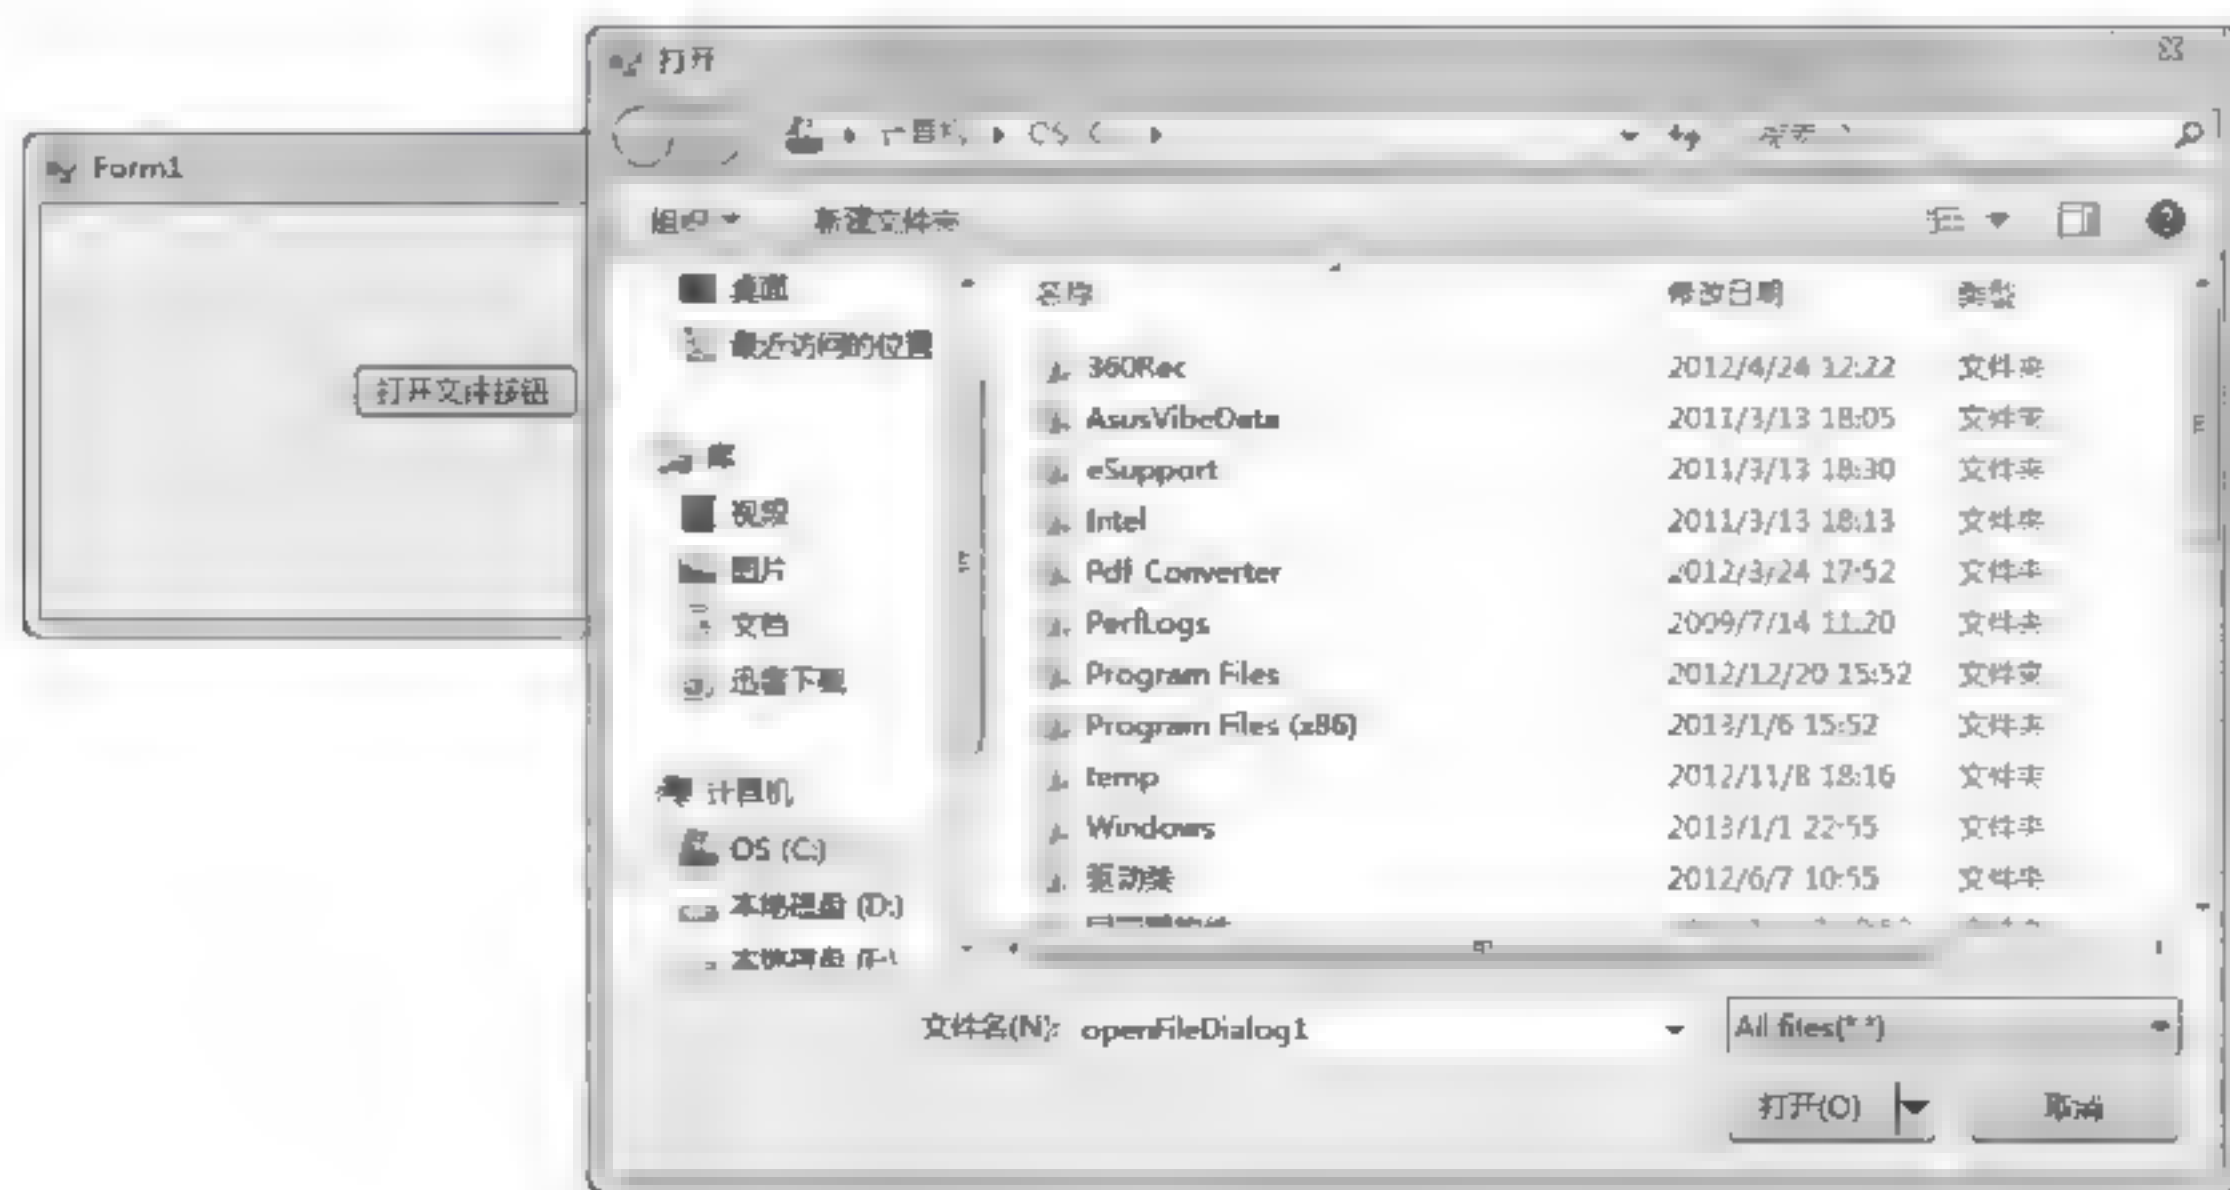 打开
Form1
组织 新建文件夹
名称 修改日期 类型
桌面
最近访问的位置
360Rec 2012/4/24 12:22 文件夹
打开文件按钮
AsusVibeData 2011/3/13 18:05 文件夹
库
eSupport 2011/3/13 18:30 文件夹
视频
Intel 2011/3/13 18:13 文件夹
图片
Pdf Converter 2012/3/24 17:52 文件夹
文档
PerfLogs 2009/7/14 11:20 文件夹
迅雷下载
Program Files 2012/12/20 15:52 文件夹
Program Files (x86) 2013/1/6 15:52 文件夹
计算机
temp 2012/11/8 18:16 文件夹
OS (C:)
Windows 2013/1/1 22:55 文件夹
本地磁盘 (D:)
2012/6/7 10:55 文件夹
本地磁盘
文件名(N): openFileDialog1 All files(*.*)
打开(O) 取消